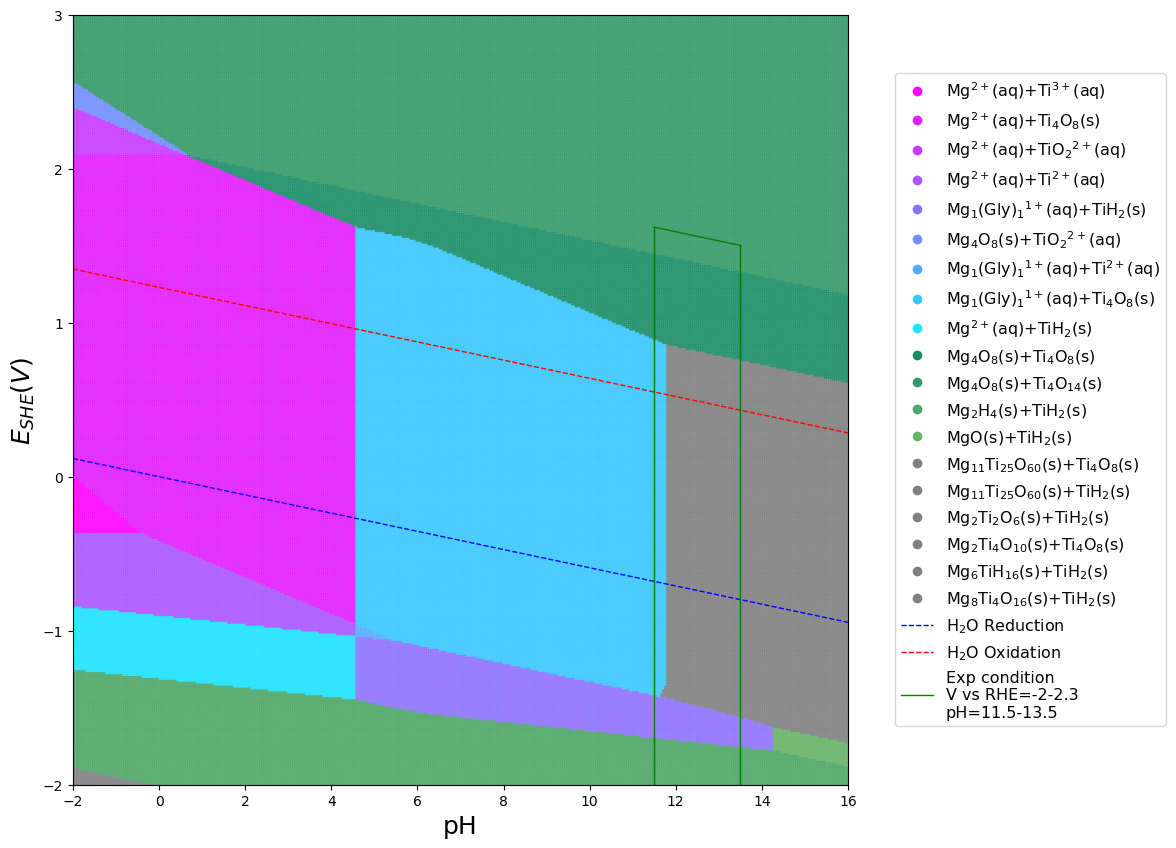 3
2
1
0
−1
−2
E_{SHE}(V)
−2 0 2 4 6 8 10 12 14 16
pH
Mg²⁺(aq)+Ti³⁺(aq)
Mg²⁺(aq)+Ti₄O₈(s)
Mg²⁺(aq)+TiO₂²⁺(aq)
Mg²⁺(aq)+Ti²⁺(aq)
Mg₁(Gly)₁¹⁺(aq)+TiH₂(s)
Mg₄O₈(s)+TiO₂²⁺(aq)
Mg₁(Gly)₁¹⁺(aq)+Ti²⁺(aq)
Mg₁(Gly)₁¹⁺(aq)+Ti₄O₈(s)
Mg²⁺(aq)+TiH₂(s)
Mg₄O₈(s)+Ti₄O₈(s)
Mg₄O₈(s)+Ti₄O₁₄(s)
Mg₂H₄(s)+TiH₂(s)
MgO(s)+TiH₂(s)
Mg₁₁Ti₂₅O₆₀(s)+Ti₄O₈(s)
Mg₁₁Ti₂₅O₆₀(s)+TiH₂(s)
Mg₂Ti₂O₆(s)+TiH₂(s)
Mg₂Ti₄O₁₀(s)+Ti₄O₈(s)
Mg₆TiH₁₆(s)+TiH₂(s)
Mg₈Ti₄O₁₆(s)+TiH₂(s)
H₂O Reduction
H₂O Oxidation
Exp condition
V vs RHE=-2-2.3
pH=11.5-13.5